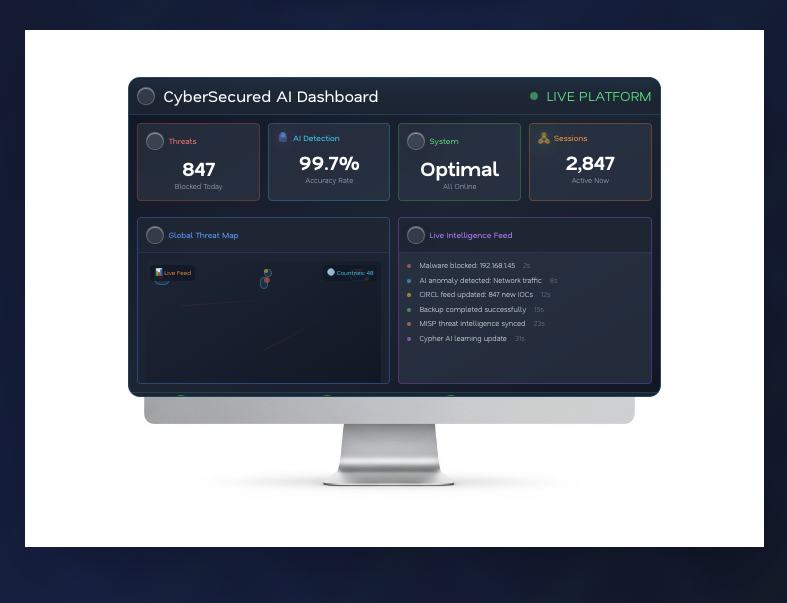 CyberSecured AI Dashboard
LIVE PLATFORM
Threats
847
Blocked Today
AI Detection
99.7%
Accuracy Rate
System
Optimal
All Online
Sessions
2,847
Active Now
Global Threat Map
Live Feed
Countries: 48
Live Intelligence Feed
Malware blocked: 192.168.1.45 2s
AI anomaly detected: Network traffic 8s
CIRCL feed updated: 847 new IOCs 12s
Backup completed successfully 15s
MISP threat intelligence synced 23s
Cypher AI learning update 31s